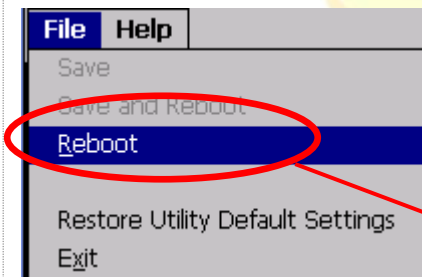 File Help
Save
Save and Reboot
Reboot
Restore Utility Default Settings
Exit